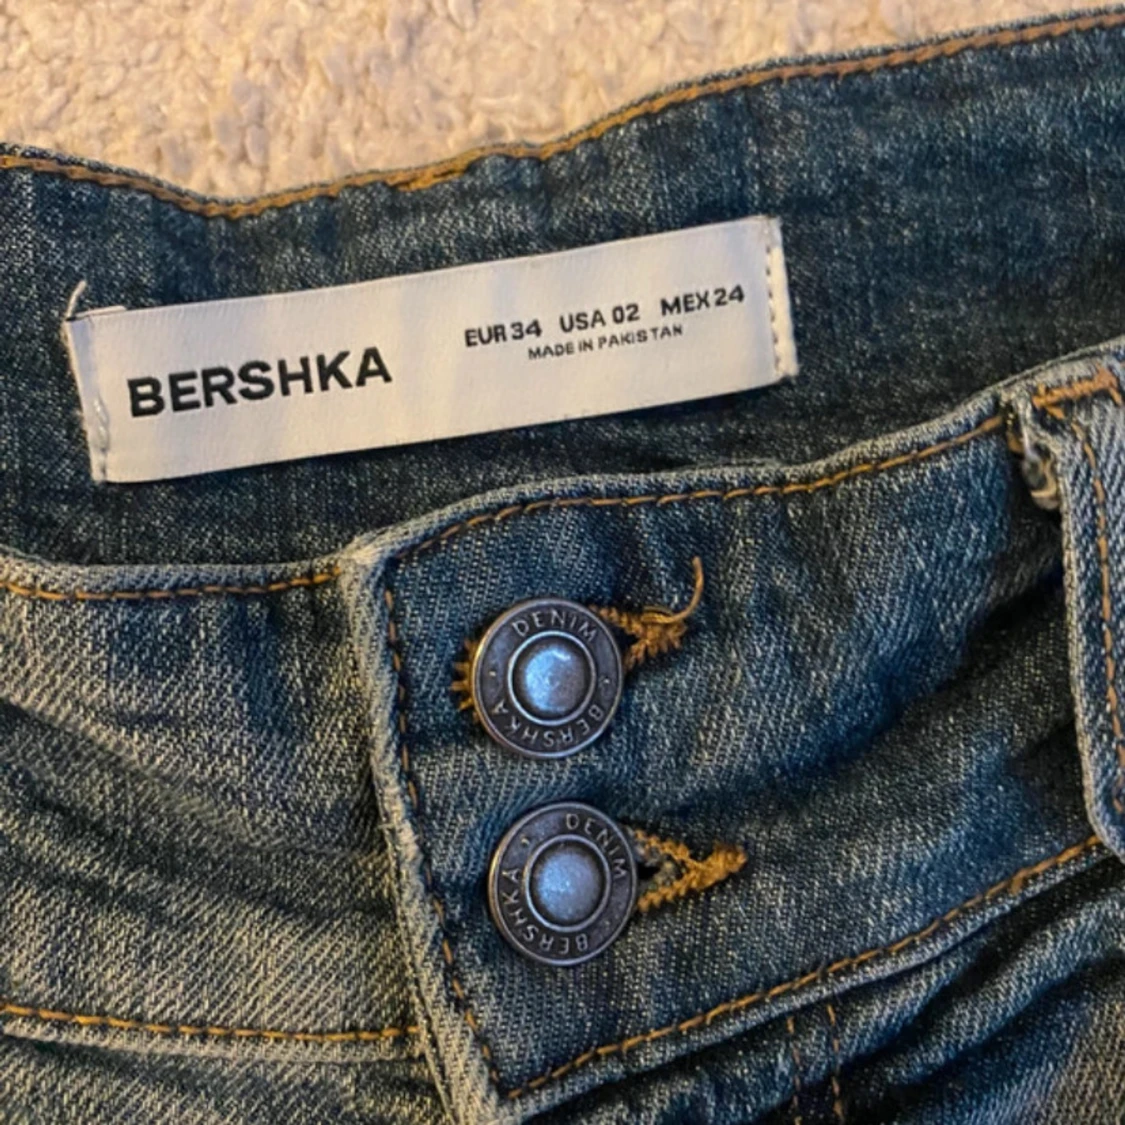 BERSHKA
EUR 34 USA 02 MEX 24
MADE IN PAKISTAN
DENIM
BERSHKA
DENIM
BERSHKA